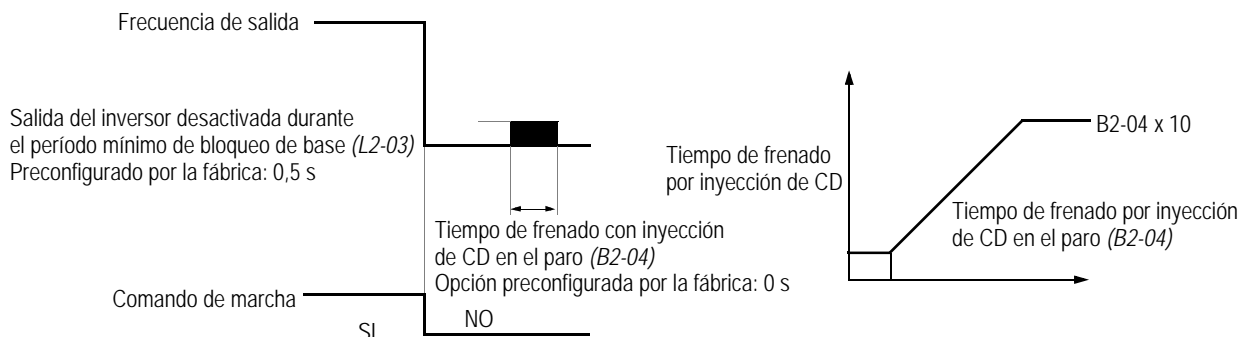 Frecuencia de salida
Salida del inversor desactivada durante
el período mínimo de bloqueo de base (L2-03)
Preconfigurado por la fábrica: 0,5 s
Tiempo de frenado con inyección
de CD en el paro (B2-04)
Opción preconfigurada por la fábrica: 0 s
Comando de marcha
SI
NO
Tiempo de frenado
por inyección de CD
B2-04 x 10
Tiempo de frenado por inyección
de CD en el paro (B2-04)